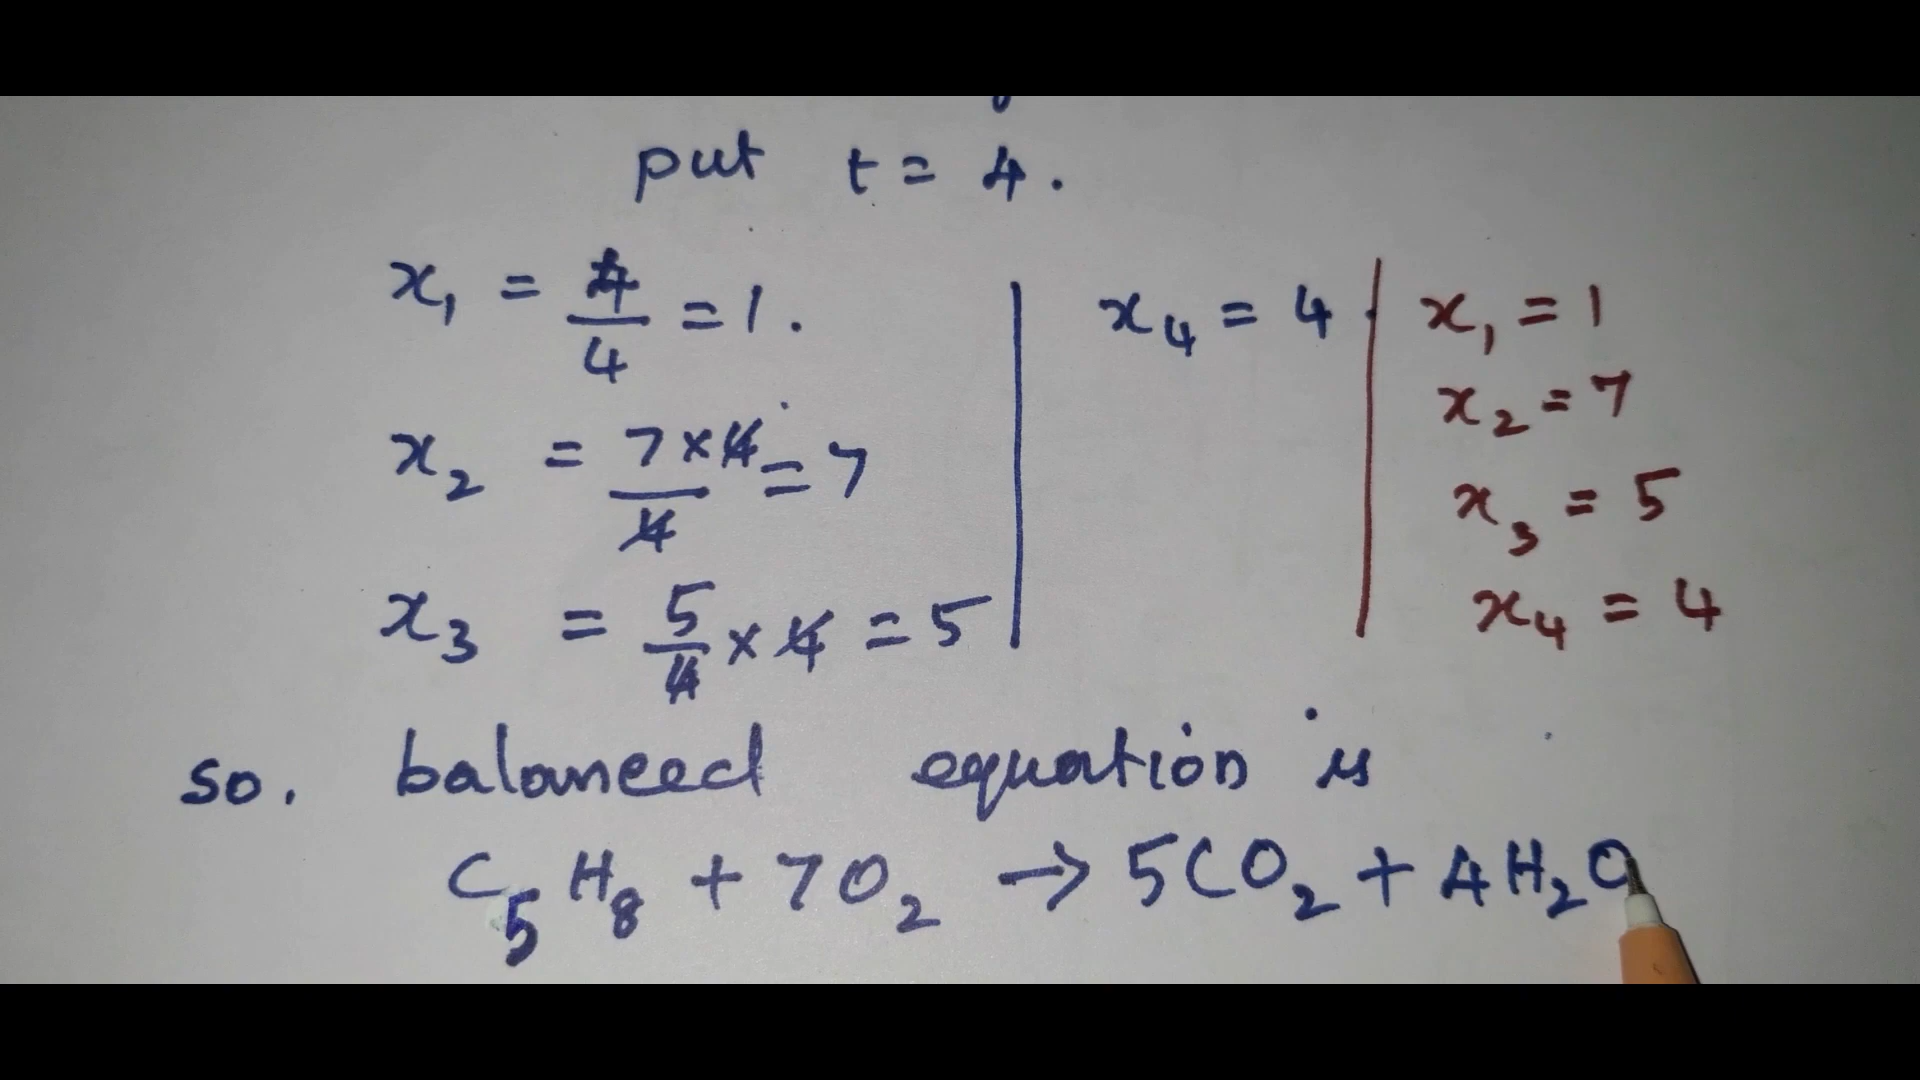 put t = 4.
x₁ = 4/4 = 1.
x₂ = 7×4/4 = 7
x₃ = 5/4 × 4 = 5
x₄ = 4.
x₁ = 1
x₂ = 7
x₃ = 5
x₄ = 4
so. balanced equation is
C₅H₈ + 7O₂ → 5CO₂ + 4H₂O